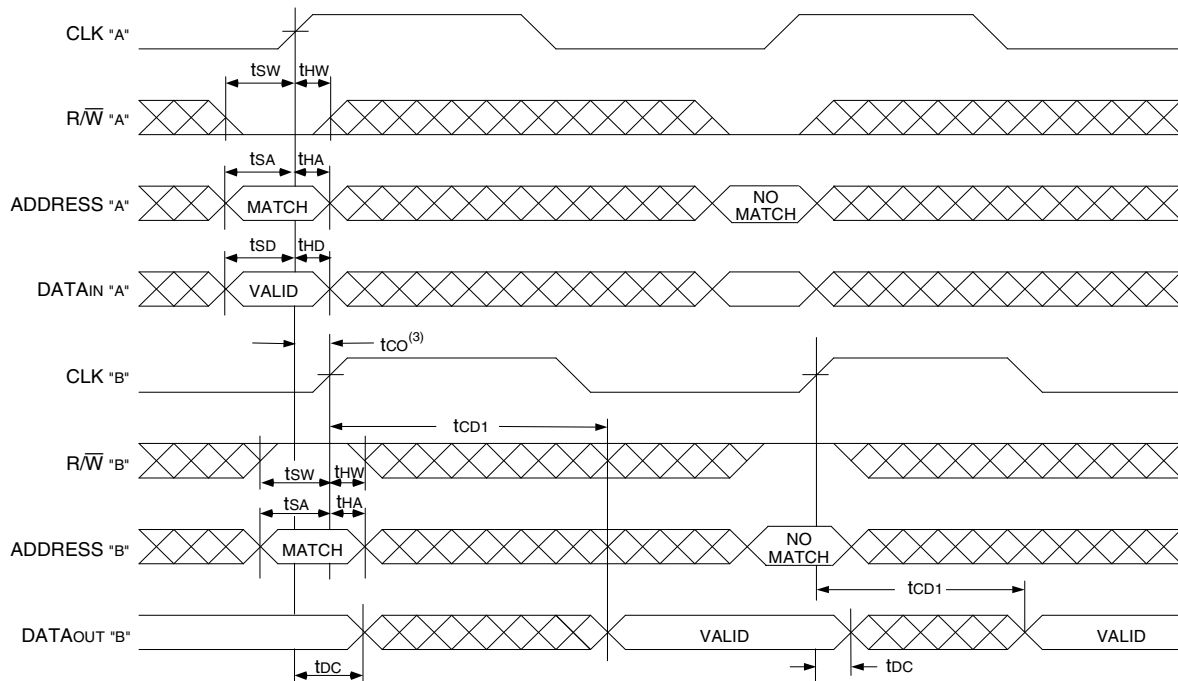 CLK "A"
tSW tHW
R/W̅ "A"
tSA tHA
ADDRESS "A" MATCH NO MATCH
tSD tHD
DATAIN "A" VALID
tCO(3)
CLK "B"
tCD1
R/W̅ "B"
tSW tHW
tSA tHA
ADDRESS "B" MATCH NO MATCH
tCD1
DATAOUT "B" VALID VALID
tDC tDC